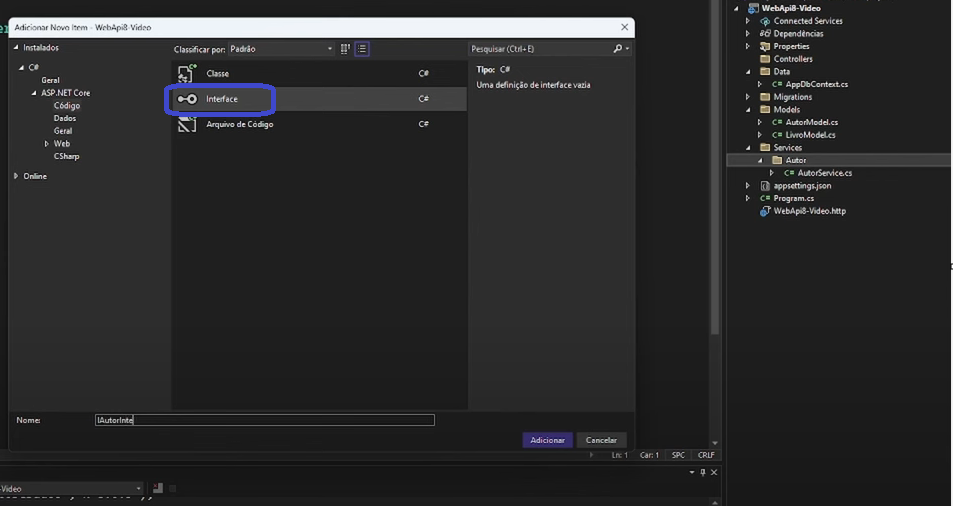 Adicionar Novo Item - WebApi8-Video
Instalados
C#
Geral
ASP.NET Core
Código
Dados
Geral
Web
CSharp
Online
Classificar por: Padrão
Classe C#
Interface C#
Arquivo de Código C#
Pesquisar (Ctrl+E)
Tipo: C#
Uma definição de interface vazia
Nome: IAutorInte
Adicionar Cancelar
Ln: 1 Car: 1 SPC CRLF
-Video
WebApi8-Video
Connected Services
Dependências
Properties
Controllers
Data
C# AppDbContext.cs
Migrations
Models
C# AutorModel.cs
C# LivroModel.cs
Services
Autor
C# AutorService.cs
appsettings.json
C# Program.cs
WebApi8-Video.http